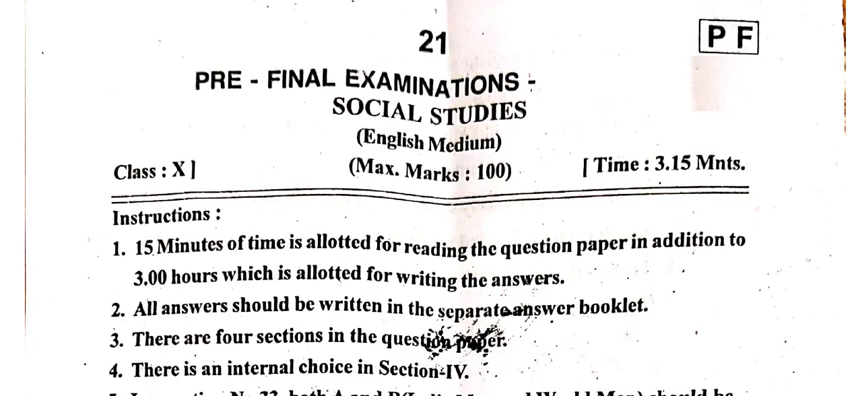 21
P F
PRE - FINAL EXAMINATIONS -
SOCIAL STUDIES
(English Medium)
Class : X ]
(Max. Marks : 100)
[ Time : 3.15 Mnts.
Instructions :
1. 15 Minutes of time is allotted for reading the question paper in addition to
3.00 hours which is allotted for writing the answers.
2. All answers should be written in the separate answer booklet.
3. There are four sections in the question paper.
4. There is an internal choice in Section-IV.